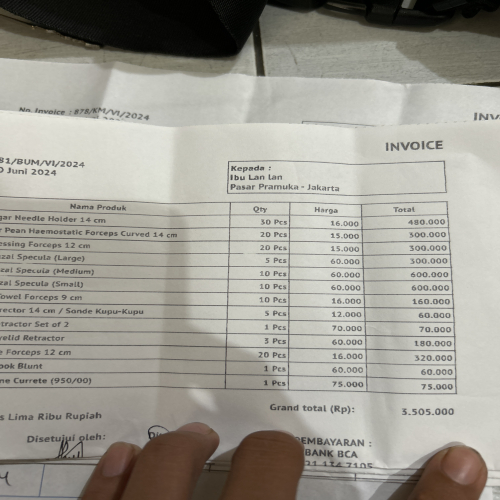 No. Invoice : 878/KM/VI/2024
INVOICE
81/BUM/VI/2024
0 Juni 2024
Kepada :
Ibu Lan lan
Pasar Pramuka - Jakarta
Nama Produk Qty Harga Total
gar Needle Holder 14 cm 30 Pcs 16.000 480.000
r Pean Haemostatic Forceps Curved 14 cm 20 Pcs 15.000 300.000
essing Forceps 12 cm 20 Pcs 15.000 300.000
zal Specula (Large) 5 Pcs 60.000 300.000
zal Specula (Medium) 10 Pcs 60.000 600.000
zal Specula (Small) 10 Pcs 60.000 600.000
owel Forceps 9 cm 10 Pcs 16.000 160.000
rector 14 cm / Sonde Kupu-Kupu 5 Pcs 12.000 60.000
tractor Set of 2 1 Pcs 70.000 70.000
yelid Retractor 3 Pcs 60.000 180.000
e Forceps 12 cm 20 Pcs 16.000 320.000
ook Blunt 1 Pcs 60.000 60.000
ne Currete (950/00) 1 Pcs 75.000 75.000
Grand total (Rp): 3.505.000
s Lima Ribu Rupiah
Disetujui oleh:
EMBAYARAN :
BANK BCA